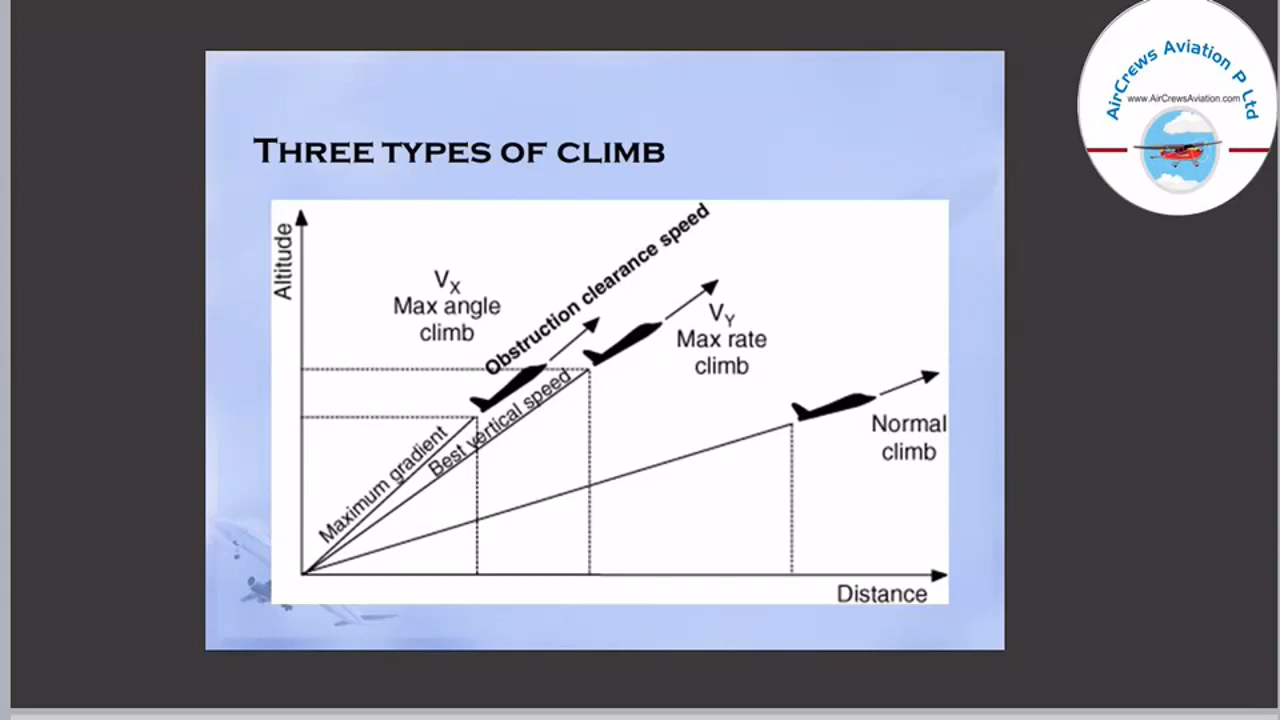 AirCrews Aviation P Ltd
www.AirCrewsAviation.com
THREE TYPES OF CLIMB
Altitude
VX
Max angle
climb
Obstruction clearance speed
VY
Max rate
climb
Maximum gradient
Best vertical speed
Normal
climb
Distance